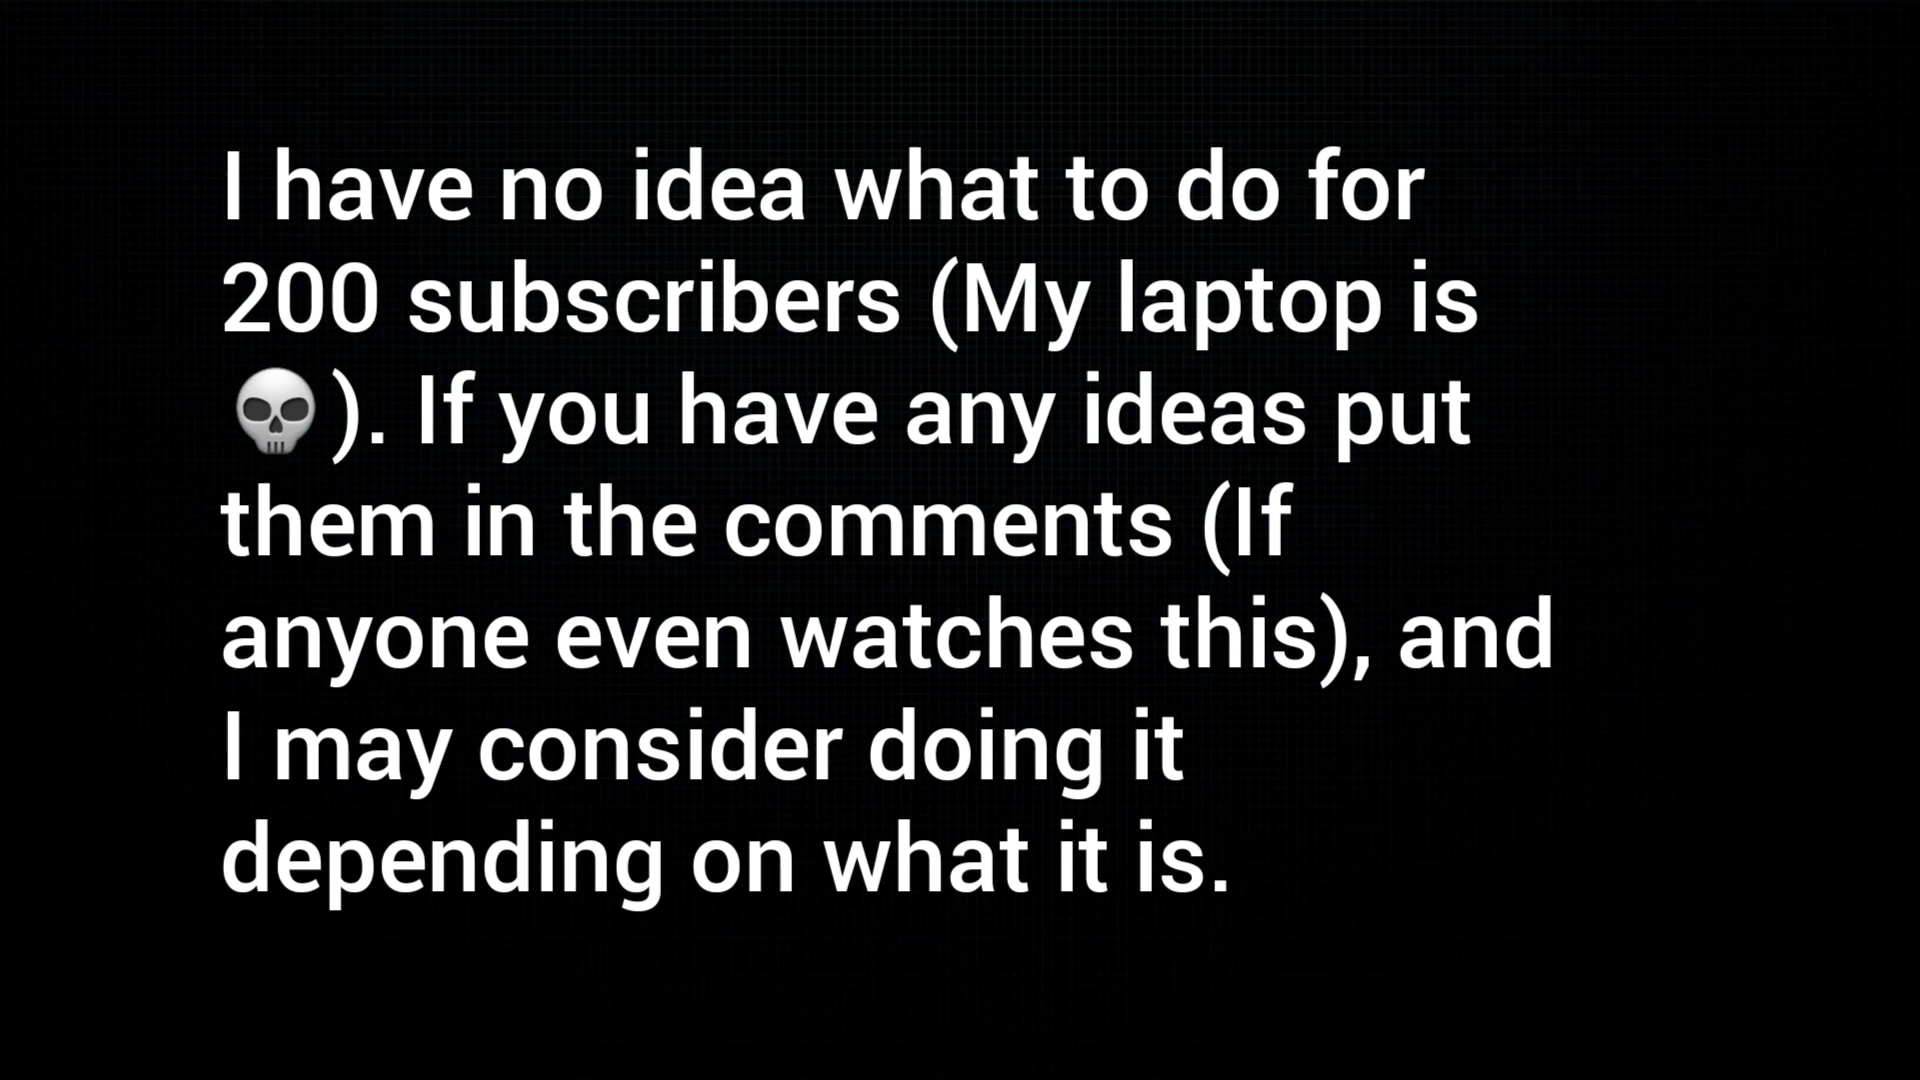 I have no idea what to do for
200 subscribers (My laptop is
💀). If you have any ideas put
them in the comments (If
anyone even watches this), and
I may consider doing it
depending on what it is.